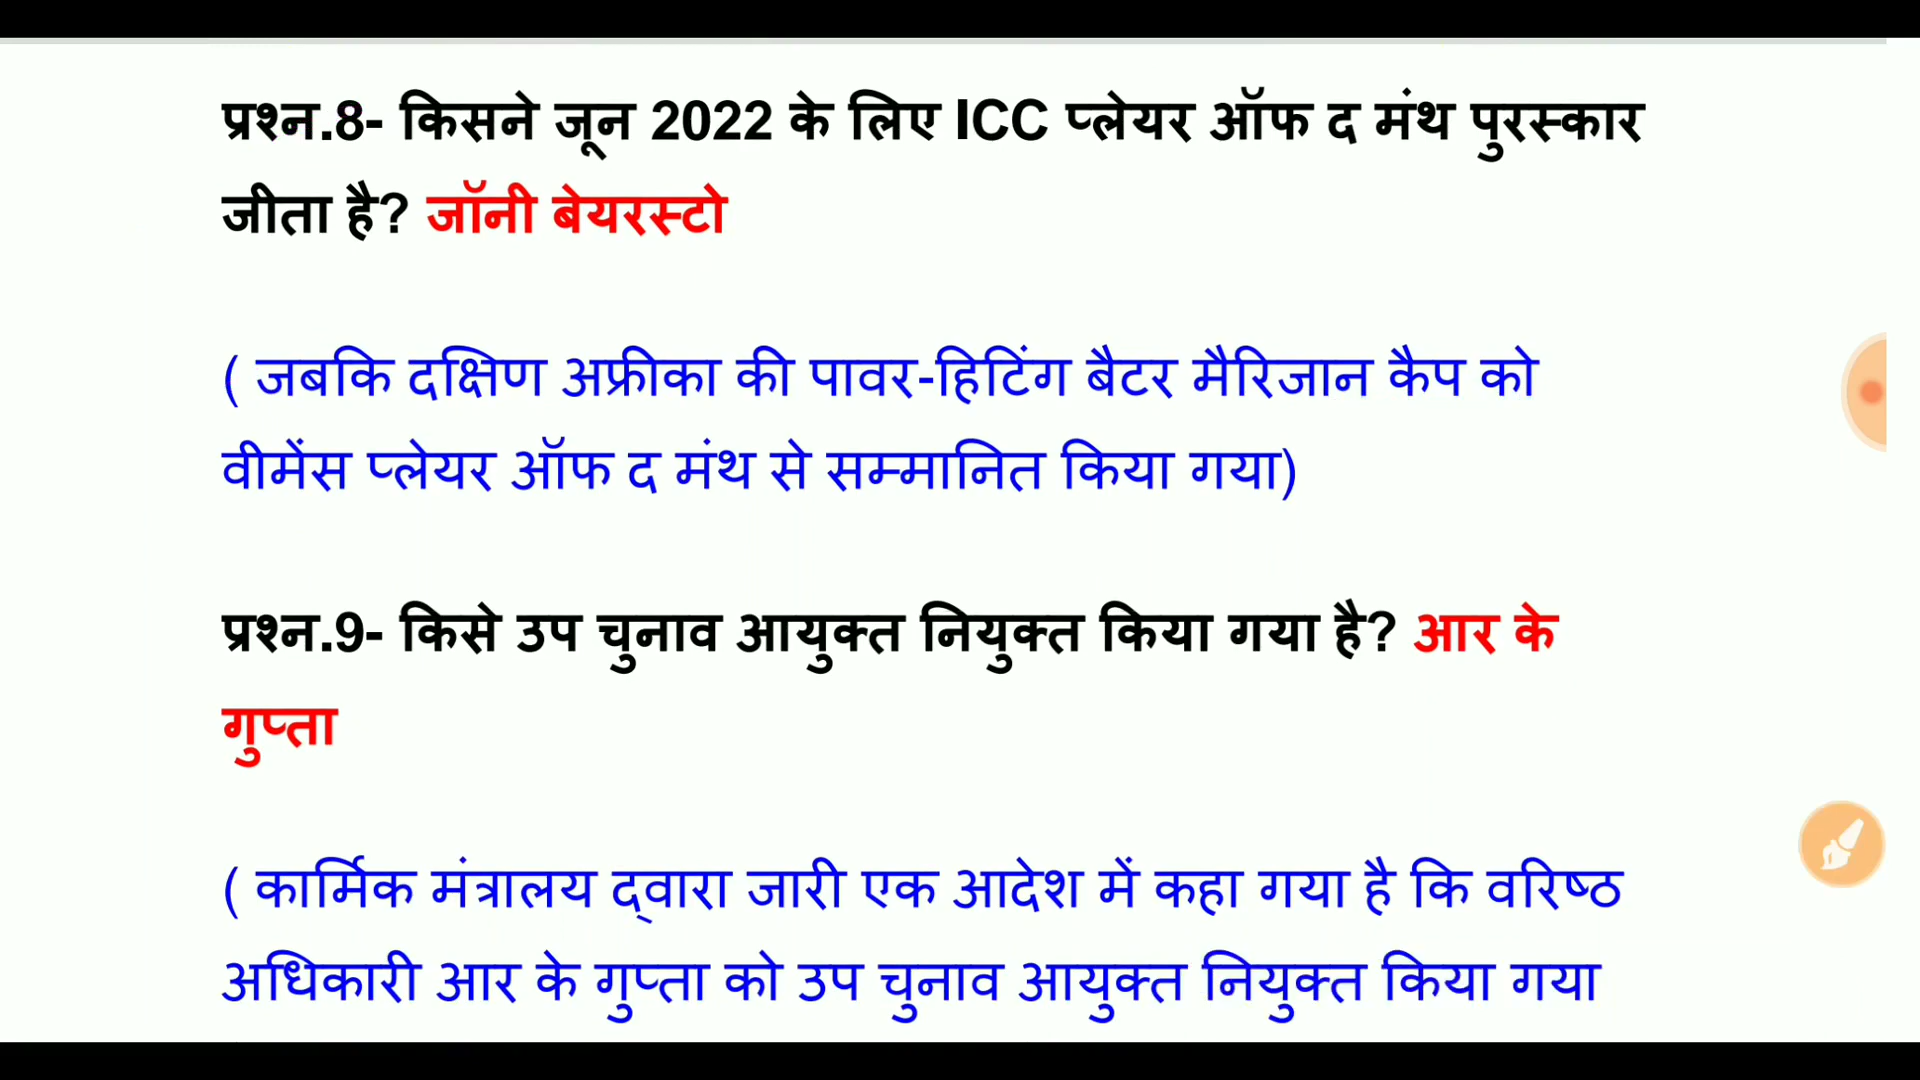 प्रश्न.8- किसने जून 2022 के लिए ICC प्लेयर ऑफ द मंथ पुरस्कार
जीता है? जॉनी बेयरस्टो
( जबकि दक्षिण अफ्रीका की पावर-हिटिंग बैटर मैरिजान कैप को
वीमेंस प्लेयर ऑफ द मंथ से सम्मानित किया गया)
प्रश्न.9- किसे उप चुनाव आयुक्त नियुक्त किया गया है? आर के
गुप्ता
( कार्मिक मंत्रालय द्वारा जारी एक आदेश में कहा गया है कि वरिष्ठ
अधिकारी आर के गुप्ता को उप चुनाव आयुक्त नियुक्त किया गया